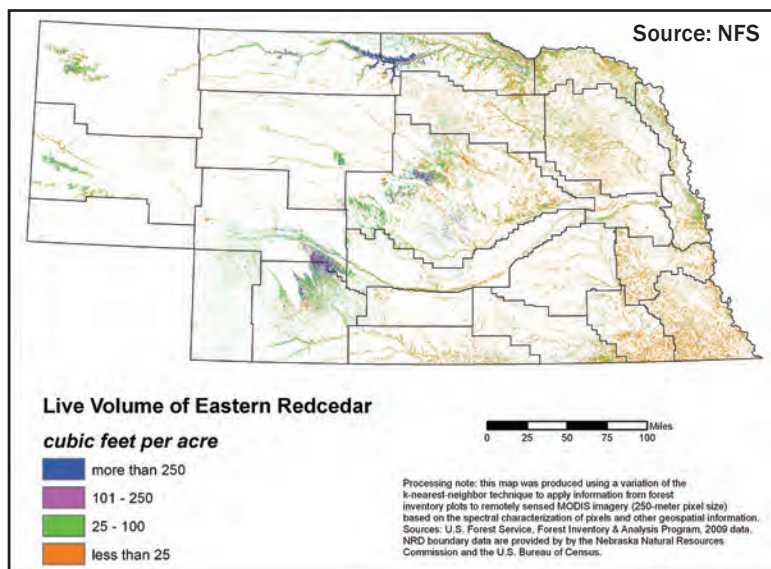 Source: NFS
Live Volume of Eastern Redcedar
cubic feet per acre
more than 250
101 - 250
25 - 100
less than 25
Miles
0 25 50 75 100
Processing note: this map was produced using a variation of the
k-nearest-neighbor technique to apply information from forest
inventory plots to remotely sensed MODIS imagery (250-meter pixel size)
based on the spectral characterization of pixels and other geospatial information.
Sources: U.S. Forest Service, Forest Inventory & Analysis Program, 2009 data.
NRD boundary data are provided by by the Nebraska Natural Resources
Commission and the U.S. Bureau of Census.